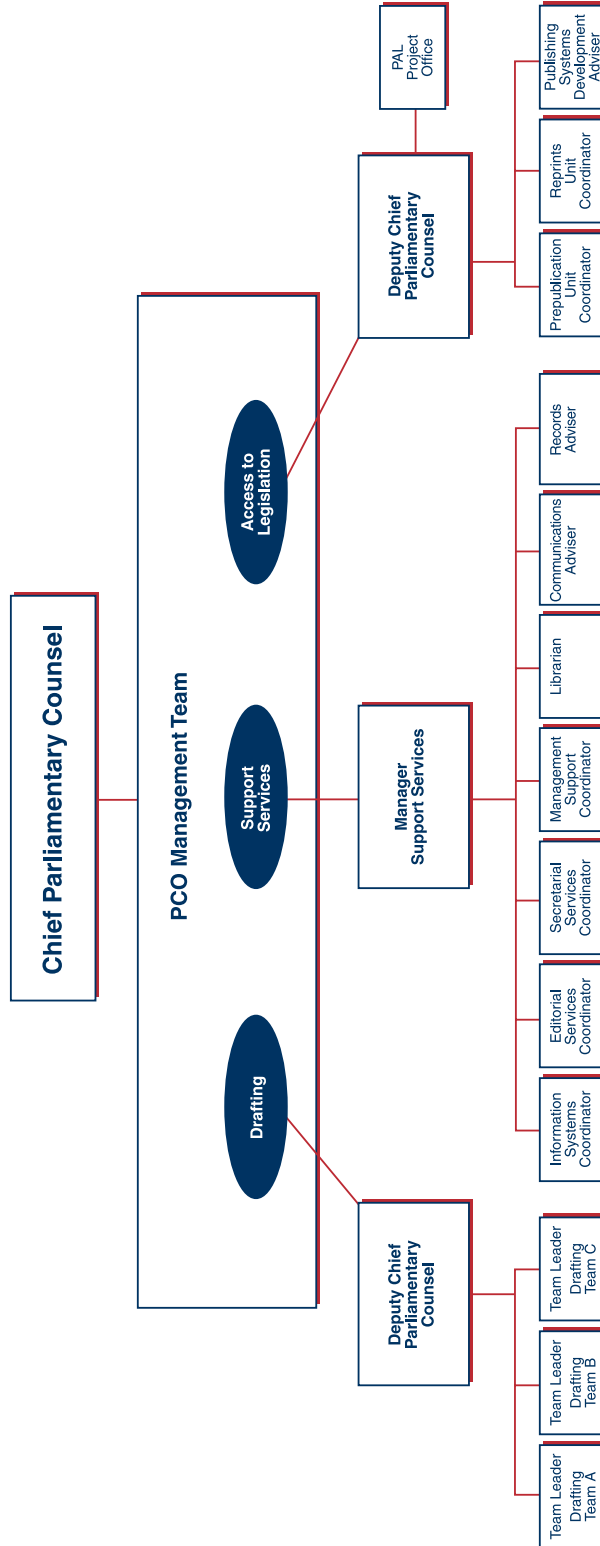 Chief Parliamentary Counsel
PCO Management Team
Drafting
Support
Services
Access to
Legislation
Deputy Chief
Parliamentary
Counsel
Manager
Support Services
Deputy Chief
Parliamentary
Counsel
PAL
Project
Office
Team Leader
Drafting
Team A
Team Leader
Drafting
Team B
Team Leader
Drafting
Team C
Information
Systems
Coordinator
Editorial
Services
Coordinator
Secretarial
Services
Coordinator
Management
Support
Coordinator
Librarian
Communications
Adviser
Records
Adviser
Prepublication
Unit
Coordinator
Reprints
Unit
Coordinator
Publishing
Systems
Development
Adviser